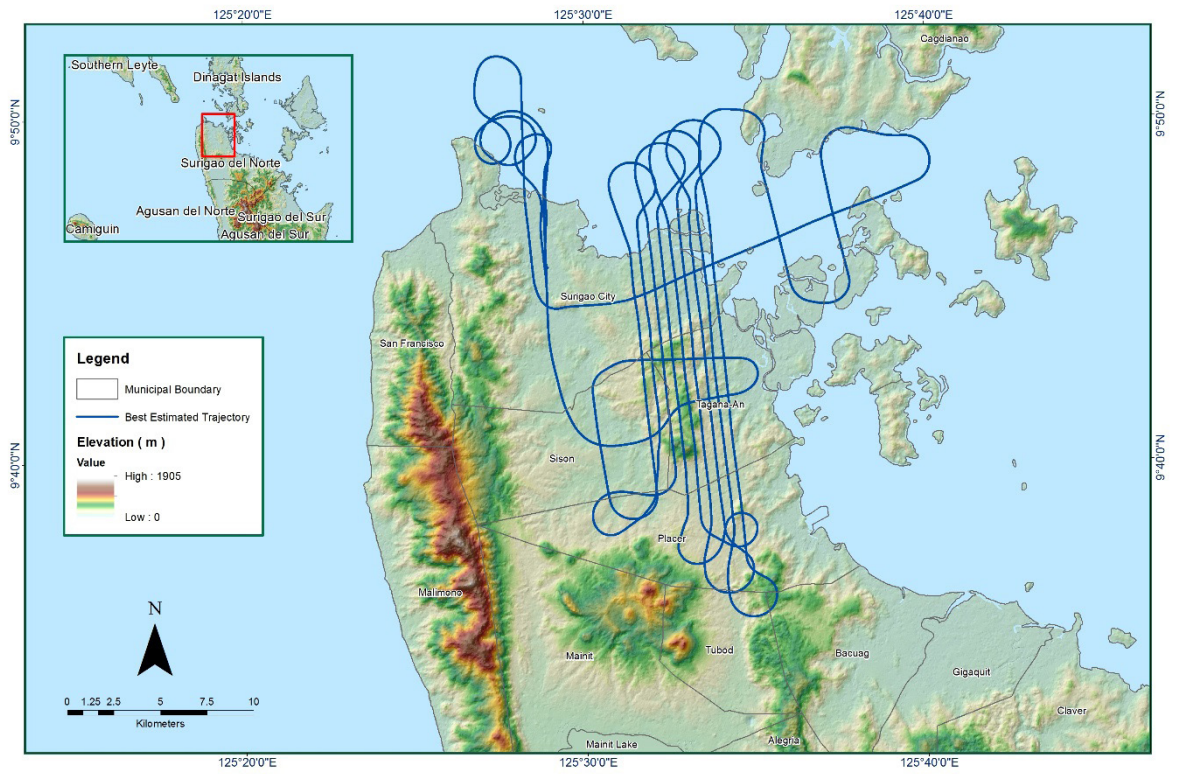 125°20'0"E 125°30'0"E 125°40'0"E
Cagdianao
Southern Leyte
Dinagat Islands
Surigao del Norte
Agusan del Norte
Surigao del Sur
Camiguin
Agusan del Sur
9°50'0"N 9°50'0"N
Surigao City
San Francisco
Tagana-An
Sison
9°40'0"N 9°40'0"N
Placer
Malimono
Mainit
Tubod
Bacuag
Gigaquit
Claver
Mainit Lake
Alegria
Legend
Municipal Boundary
Best Estimated Trajectory
Elevation ( m )
Value
High : 1905
Low : 0
N
0 1.25 2.5 5 7.5 10
Kilometers
125°20'0"E 125°30'0"E 125°40'0"E